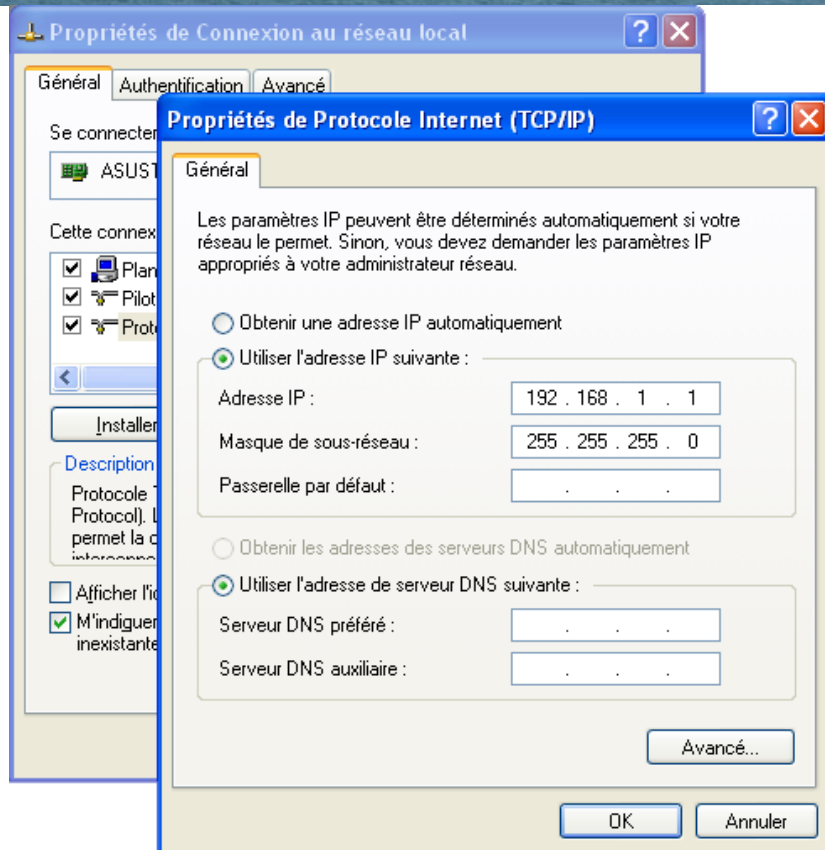 Propriétés de Connexion au réseau local
Général Authentification Avancé
Se connecter
ASUST
Cette connex
Plan
Pilot
Prote
Installer
Description
Protocole
Protocol). L
permet la
Afficher l'ic
M'indiquer
inexistante
Propriétés de Protocole Internet (TCP/IP)
Général
Les paramètres IP peuvent être déterminés automatiquement si votre
réseau le permet. Sinon, vous devez demander les paramètres IP
appropriés à votre administrateur réseau.
Obtenir une adresse IP automatiquement
Utiliser l'adresse IP suivante :
Adresse IP : 192 . 168 . 1 . 1
Masque de sous-réseau : 255 . 255 . 255 . 0
Passerelle par défaut : . . .
Obtenir les adresses des serveurs DNS automatiquement
Utiliser l'adresse de serveur DNS suivante :
Serveur DNS préféré : . . .
Serveur DNS auxiliaire : . . .
Avancé...
OK Annuler